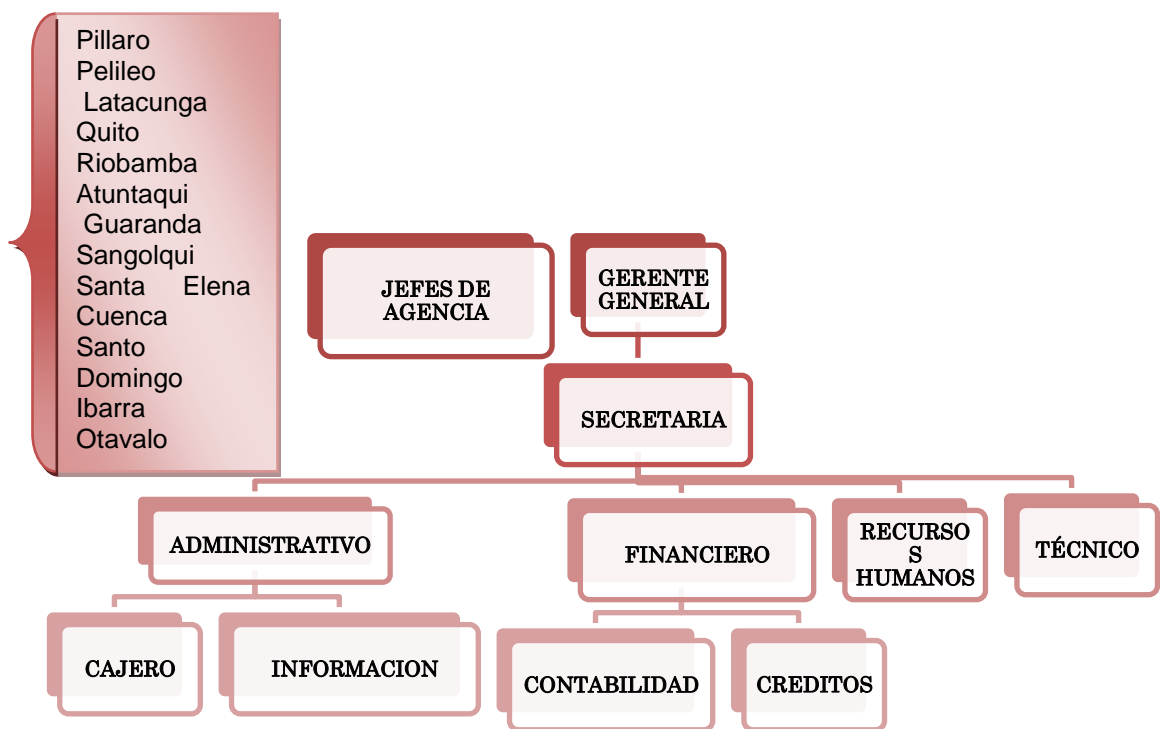 Pillaro
Pelileo
Latacunga
Quito
Riobamba
Atuntaqui
Guaranda
Sangolqui
Santa Elena
Cuenca
Santo
Domingo
Ibarra
Otavalo
JEFES DE
AGENCIA
GERENTE
GENERAL
SECRETARIA
ADMINISTRATIVO
FINANCIERO
RECURSO
S
HUMANOS
TÉCNICO
CAJERO
INFORMACION
CONTABILIDAD
CREDITOS